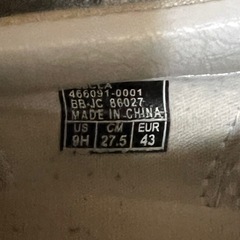 466091-0001
BB-JC 86027
MADE IN CHINA
US CM EUR
9H 27.5 43